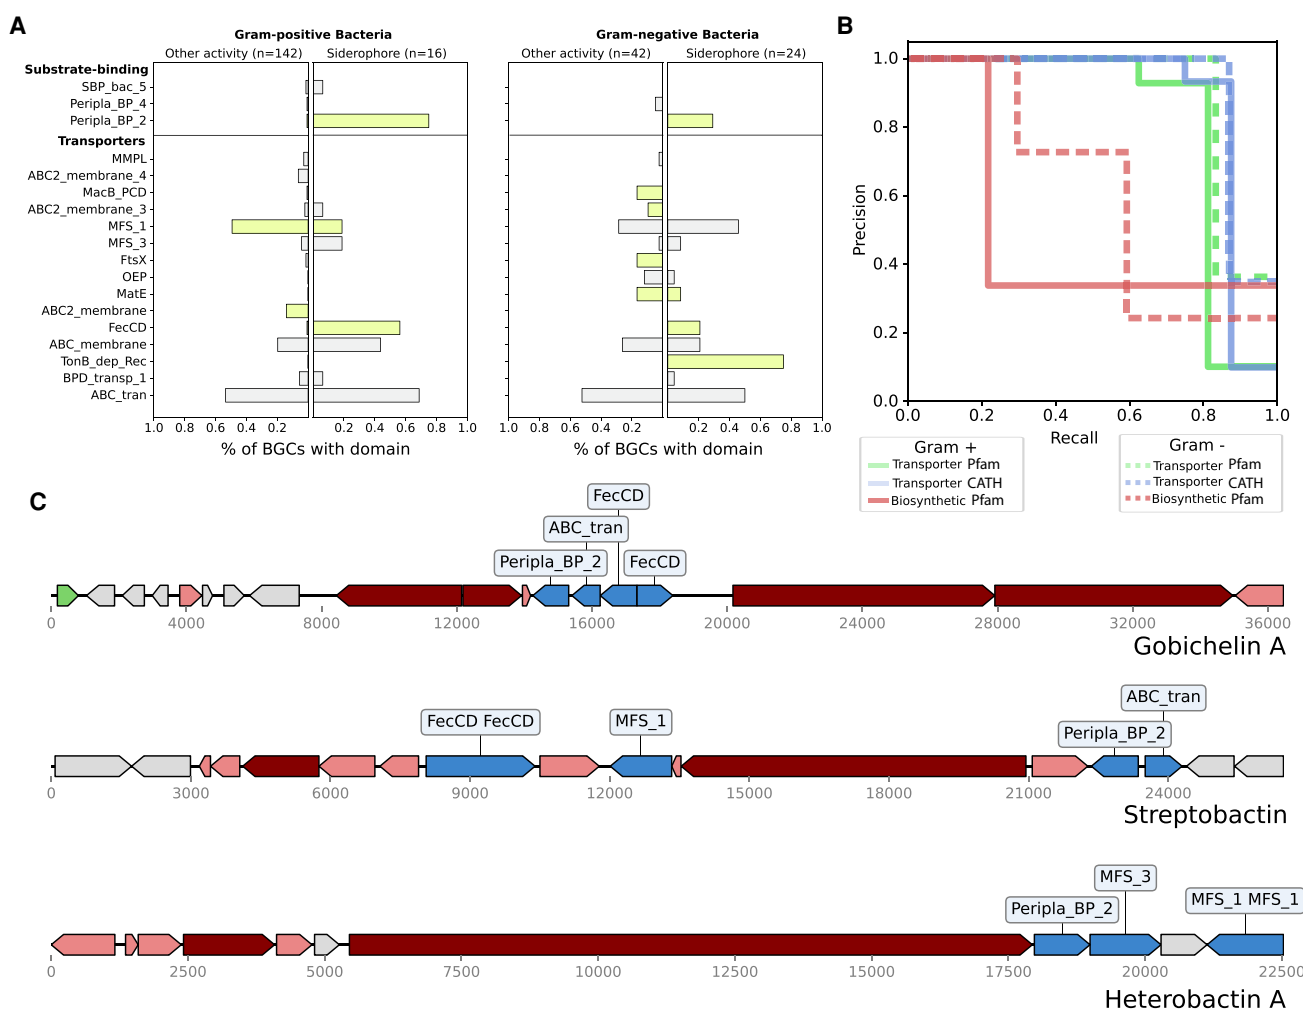 A
Gram-positive Bacteria
Other activity (n=142)
Siderophore (n=16)
Gram-negative Bacteria
Other activity (n=42)
Siderophore (n=24)
Substrate-binding
SBP_bac_5
Peripla_BP_4
Peripla_BP_2
Transporters
MMPL
ABC2_membrane_4
MacB_PCD
ABC2_membrane_3
MFS_1
MFS_3
FtsX
OEP
MatE
ABC2_membrane
FecCD
ABC_membrane
TonB_dep_Rec
BPD_transp_1
ABC_tran
1.0 0.8 0.6 0.4 0.2 0.2 0.4 0.6 0.8 1.0
1.0 0.8 0.6 0.4 0.2 0.2 0.4 0.6 0.8 1.0
% of BGCs with domain
% of BGCs with domain
B
Precision
1.0
0.8
0.6
0.4
0.2
0.0
0.0 0.2 0.4 0.6 0.8 1.0
Recall
Gram +
Transporter Pfam
Transporter CATH
Biosynthetic Pfam
Gram -
Transporter Pfam
Transporter CATH
Biosynthetic Pfam
C
FecCD
ABC_tran
Peripla_BP_2
FecCD
0 4000 8000 12000 16000 20000 24000 28000 32000 36000
Gobichelin A
ABC_tran
FecCD FecCD
MFS_1
Peripla_BP_2
0 3000 6000 9000 12000 15000 18000 21000 24000
Streptobactin
MFS_3
Peripla_BP_2
MFS_1 MFS_1
0 2500 5000 7500 10000 12500 15000 17500 20000 22500
Heterobactin A